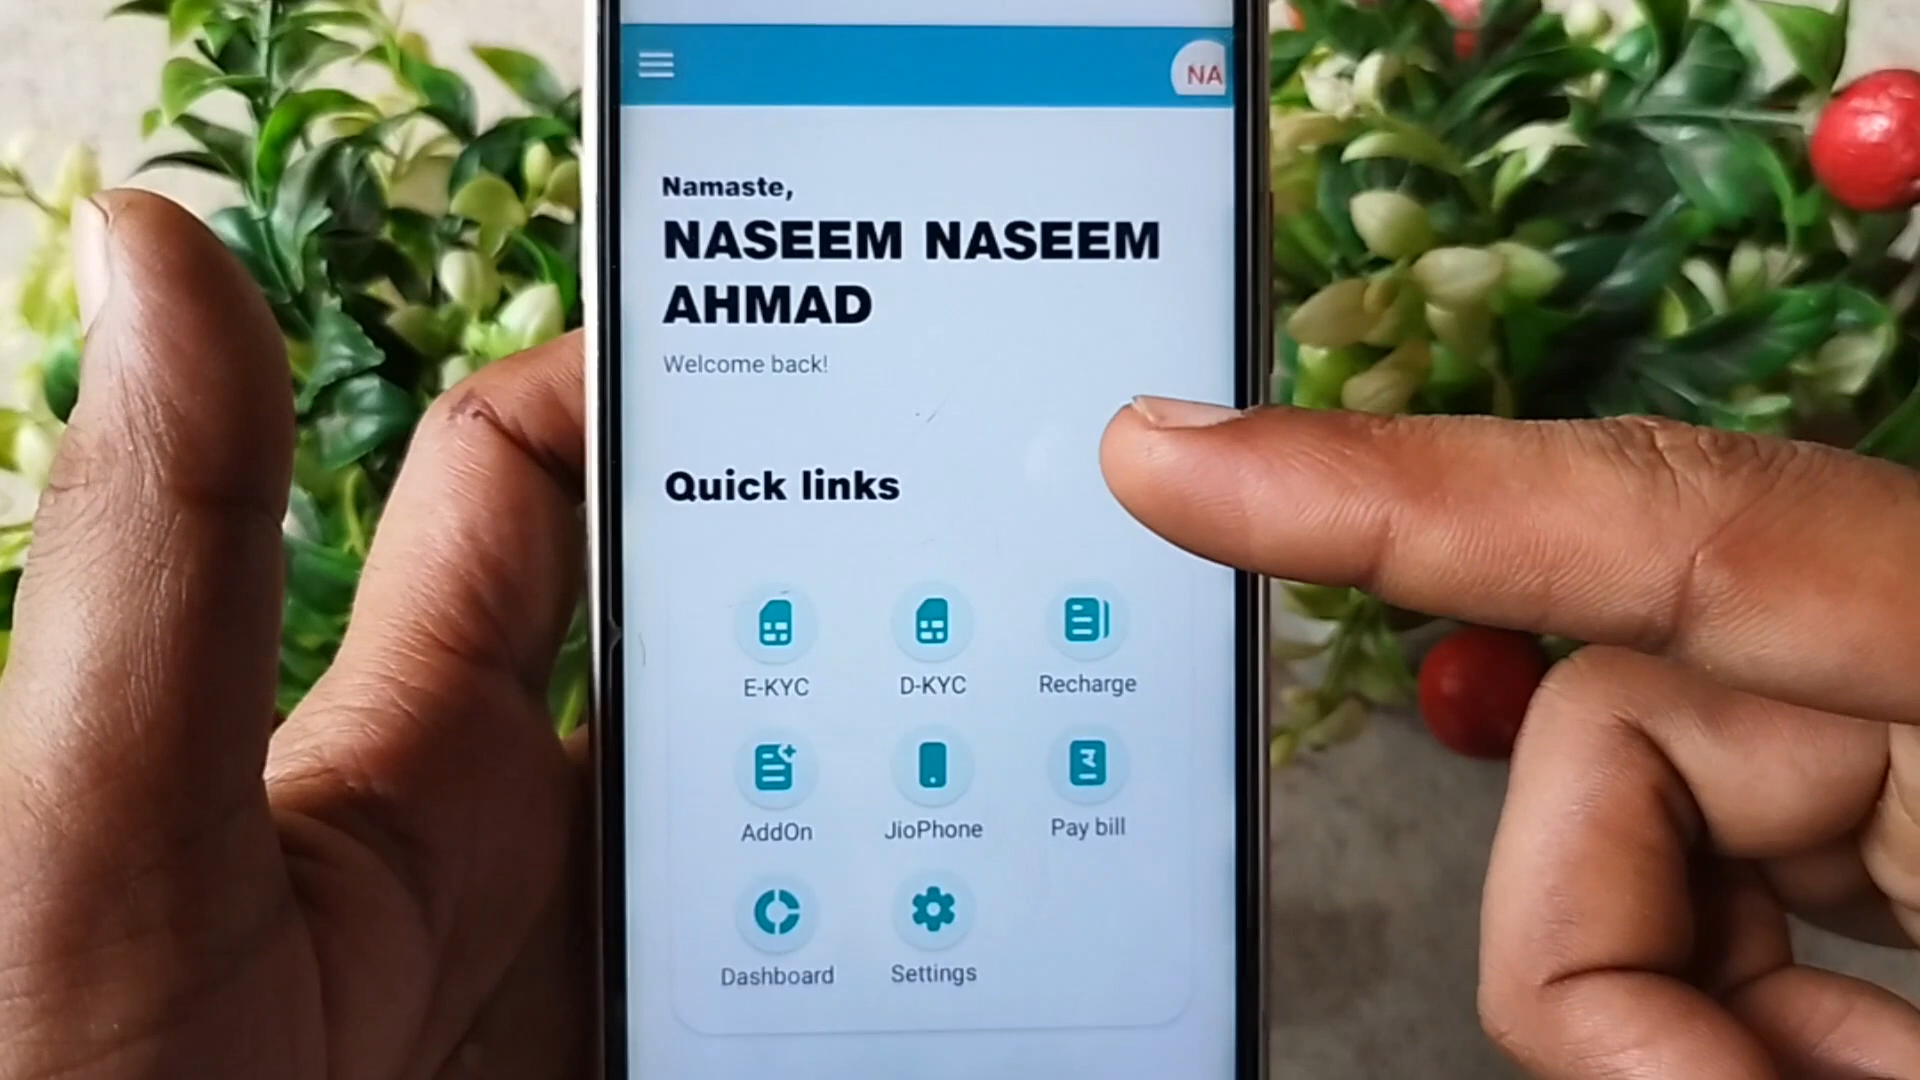 NA
Namaste,
NASEEM NASEEM
AHMAD
Welcome back!
Quick links
E-KYC
D-KYC
Recharge
AddOn
JioPhone
Pay bill
Dashboard
Settings